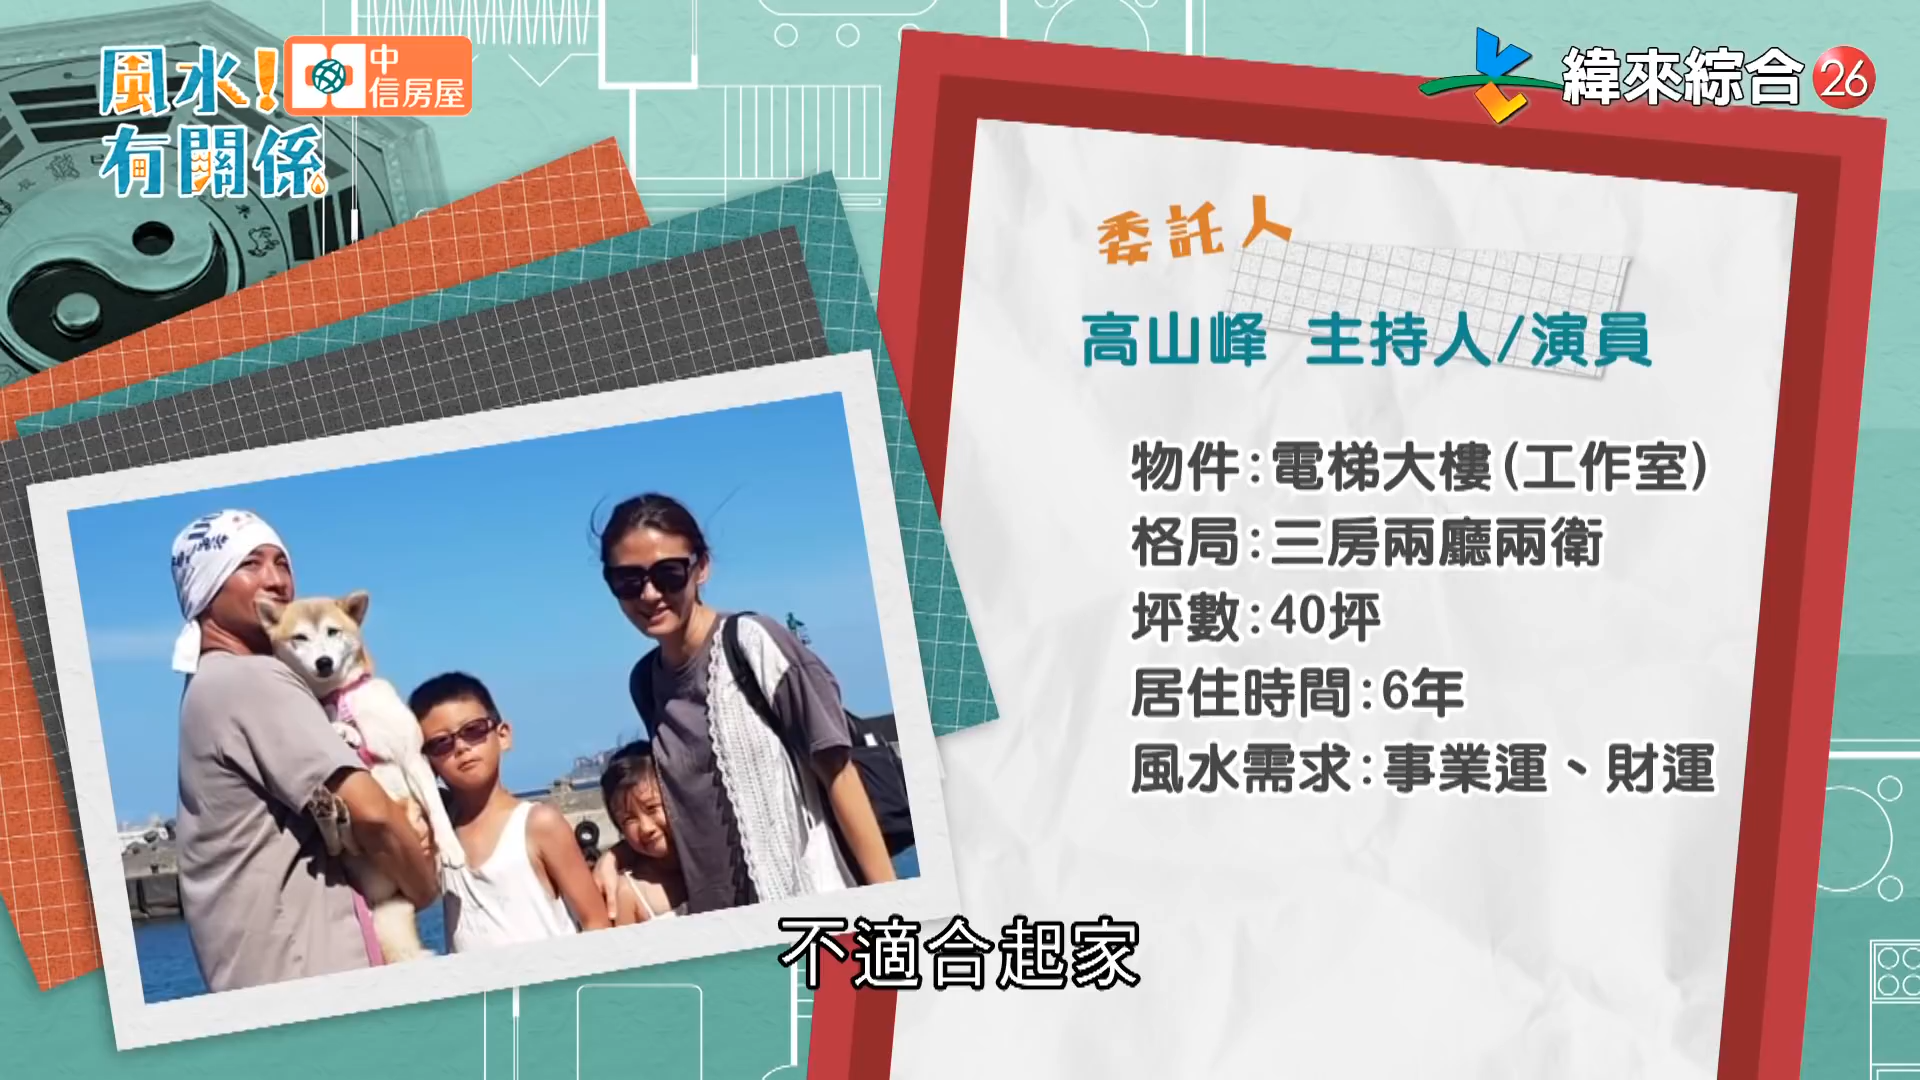 風水!
有關係
中
信房屋
緯來綜合26
委託人
高山峰 主持人/演員
物件:電梯大樓(工作室)
格局:三房兩廳兩衛
坪數:40坪
居住時間:6年
風水需求:事業運、財運
不適合起家